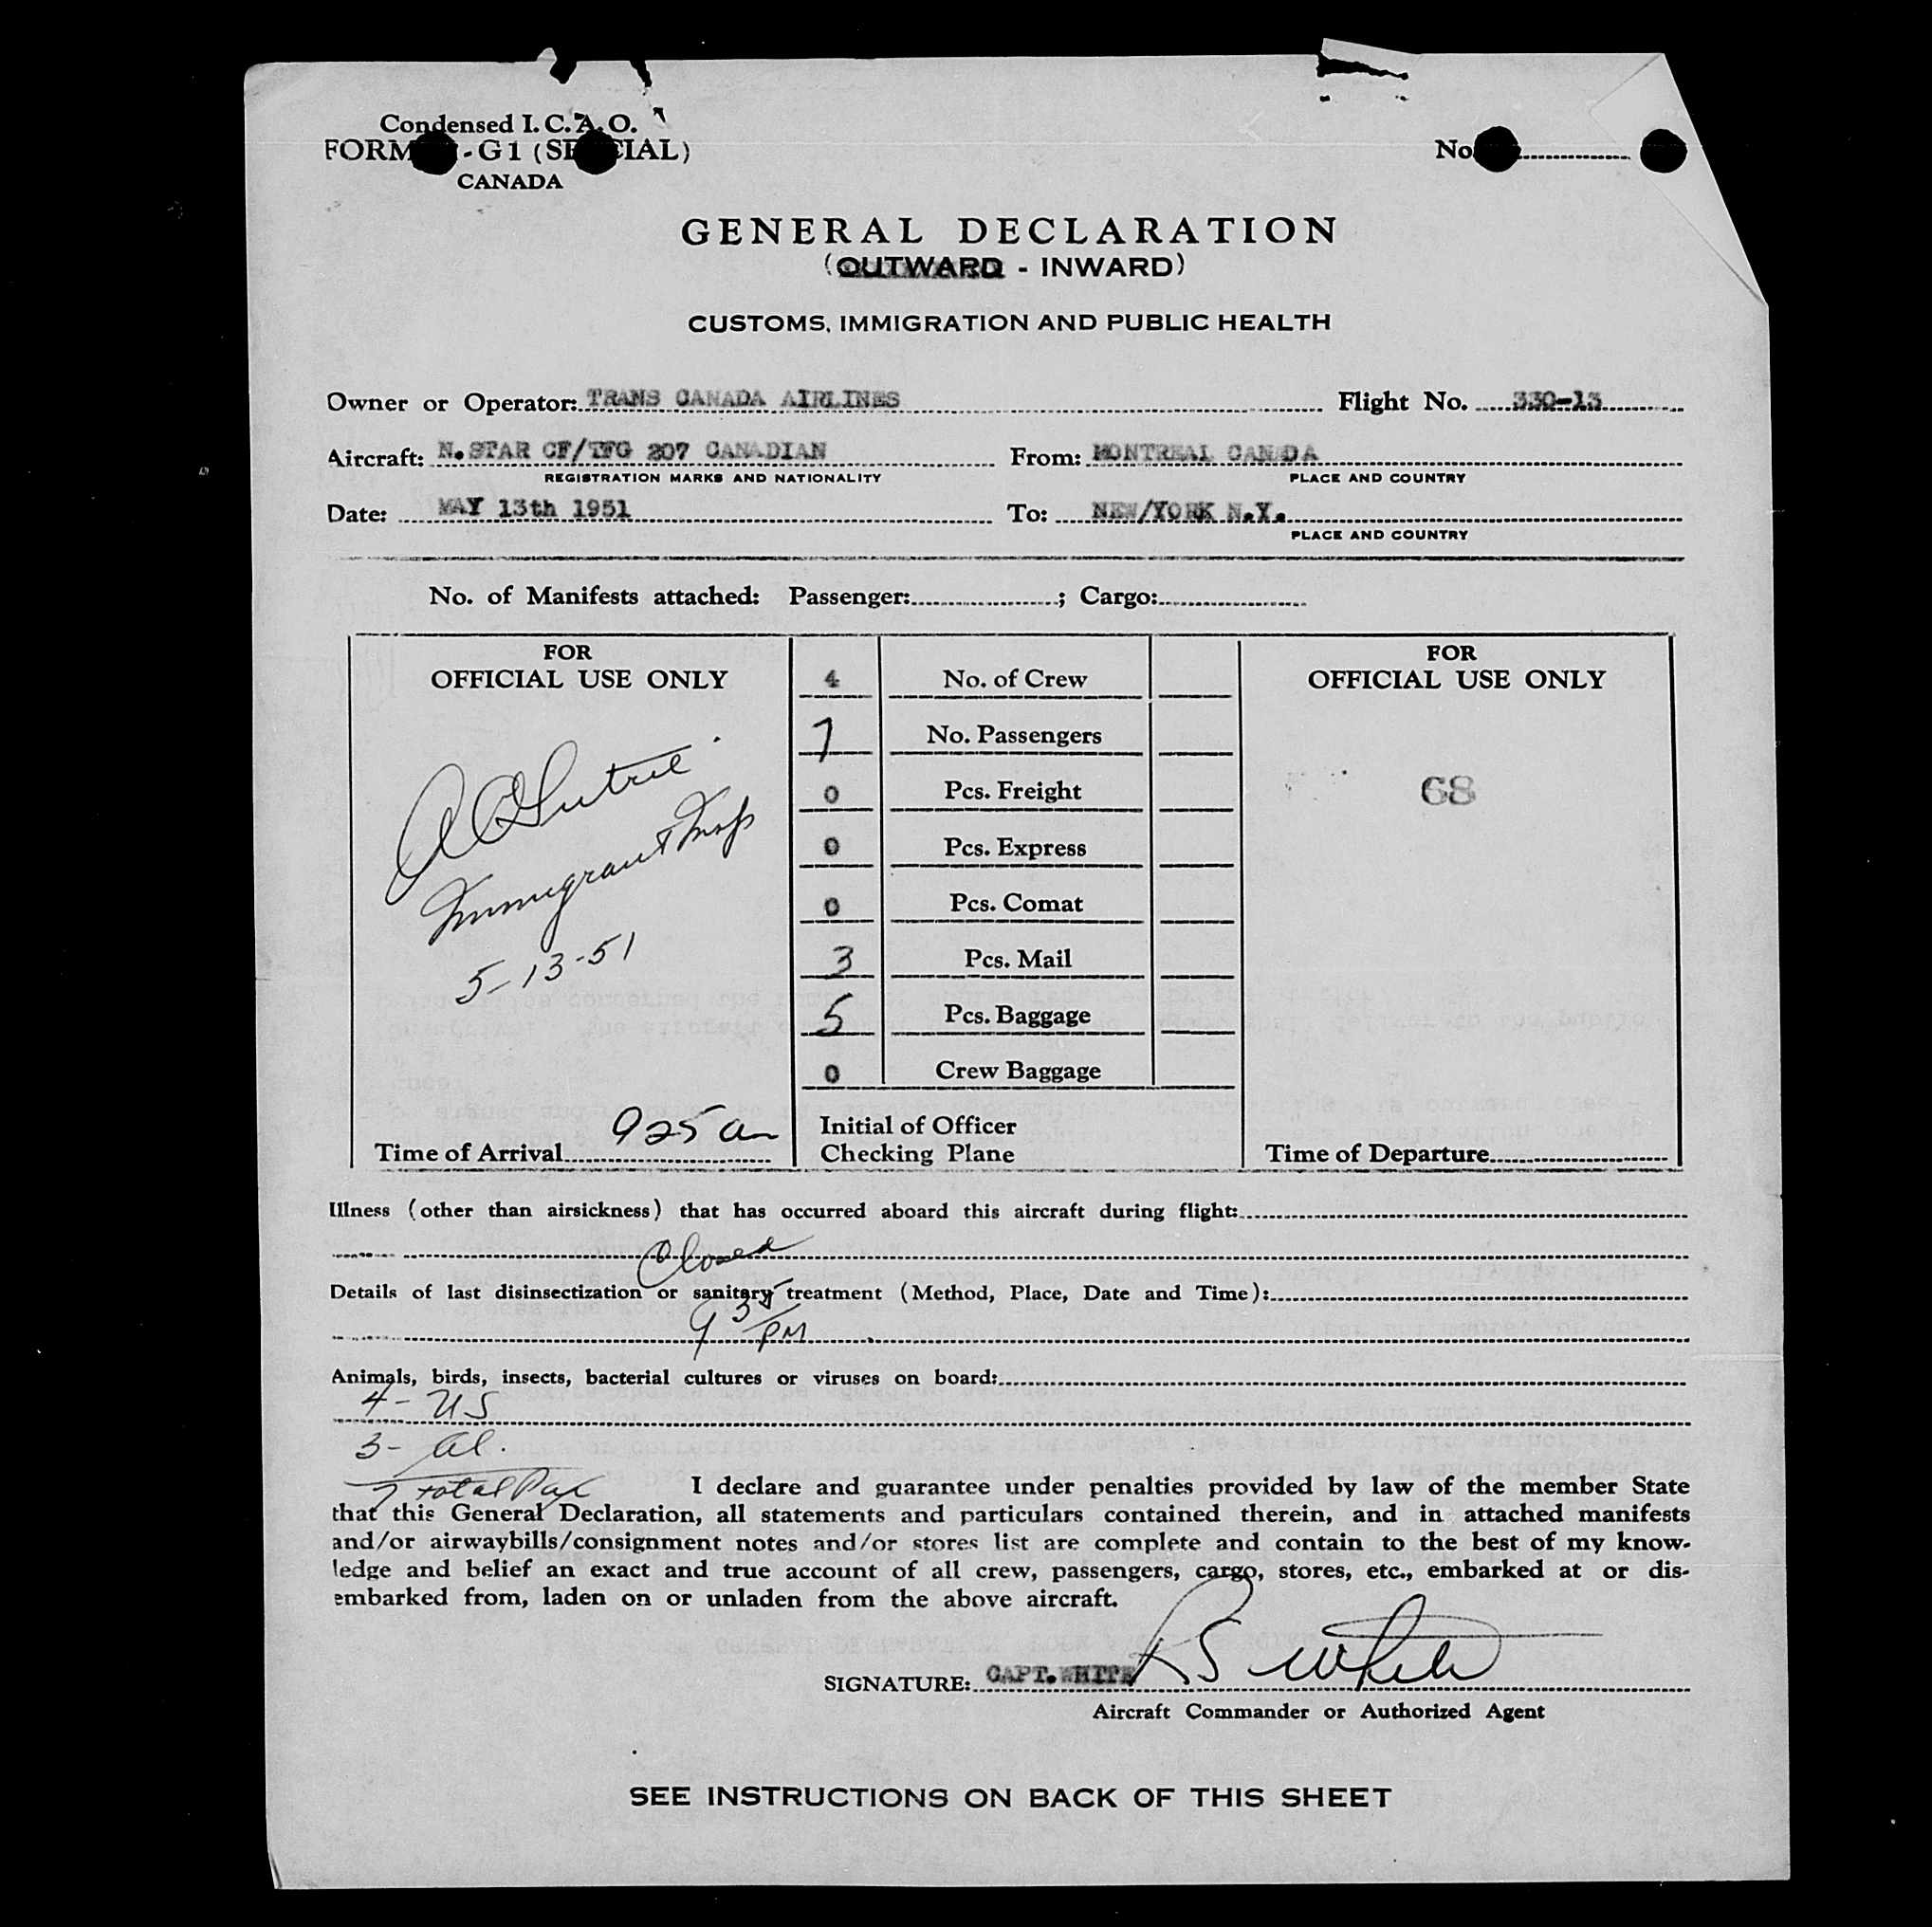 Condensed I.C.A.O.
FORM -G1 (SPECIAL)
CANADA
No.
GENERAL DECLARATION
(OUTWARD - INWARD)
CUSTOMS, IMMIGRATION AND PUBLIC HEALTH
Owner or Operator: TRANS CANADA AIRLINES Flight No. 330-13
Aircraft: N.STAR CF/TFG 207 CANADIAN From: MONTREAL CANADA
REGISTRATION MARKS AND NATIONALITY PLACE AND COUNTRY
Date: MAY 13th 1951 To: NEW/YORK N.Y.
PLACE AND COUNTRY
No. of Manifests attached: Passenger: ; Cargo:
FOR
OFFICIAL USE ONLY
Immigrant Insp
5-13-51
Time of Arrival 925 am
4 No. of Crew
7 No. Passengers
0 Pcs. Freight
0 Pcs. Express
0 Pcs. Comat
3 Pcs. Mail
5 Pcs. Baggage
0 Crew Baggage
Initial of Officer
Checking Plane
FOR
OFFICIAL USE ONLY
68
Time of Departure
Illness (other than airsickness) that has occurred aboard this aircraft during flight:
Closed
Details of last disinsectization or sanitary treatment (Method, Place, Date and Time):
9 35 PM
Animals, birds, insects, bacterial cultures or viruses on board:
4- US
3- al.
7 total Pax
I declare and guarantee under penalties provided by law of the member State
that this General Declaration, all statements and particulars contained therein, and in attached manifests
and/or airwaybills/consignment notes and/or stores list are complete and contain to the best of my know-
ledge and belief an exact and true account of all crew, passengers, cargo, stores, etc., embarked at or dis-
embarked from, laden on or unladen from the above aircraft.
SIGNATURE: CAPT. WHITE RS White
Aircraft Commander or Authorized Agent
SEE INSTRUCTIONS ON BACK OF THIS SHEET